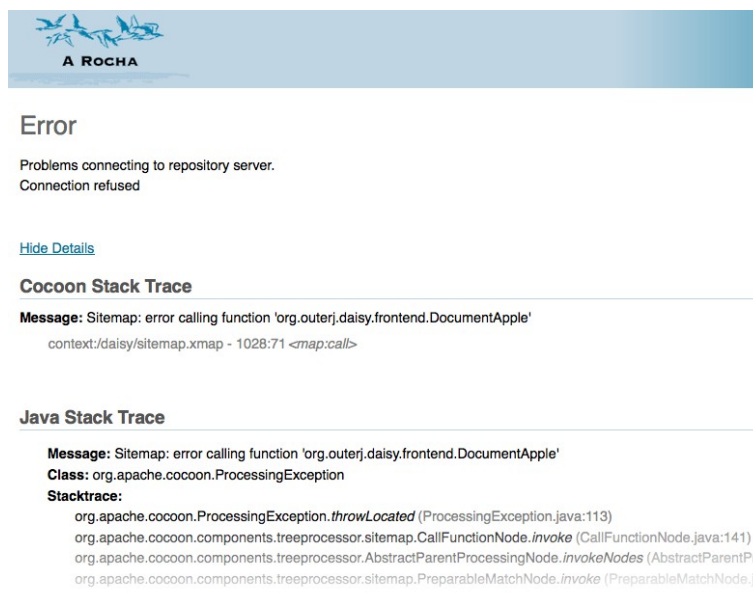 A ROCHA
Error
Problems connecting to repository server.
Connection refused
Hide Details
Cocoon Stack Trace
Message: Sitemap: error calling function 'org.outerj.daisy.frontend.DocumentApple'
context:/daisy/sitemap.xmap - 1028:71 <map:call>
Java Stack Trace
Message: Sitemap: error calling function 'org.outerj.daisy.frontend.DocumentApple'
Class: org.apache.cocoon.ProcessingException
Stacktrace:
org.apache.cocoon.ProcessingException.throwLocated (ProcessingException.java:113)
org.apache.cocoon.components.treeprocessor.sitemap.CallFunctionNode.invoke (CallFunctionNode.java:141)
org.apache.cocoon.components.treeprocessor.AbstractParentProcessingNode.invokeNodes (AbstractParentP
org.apache.cocoon.components.treeprocessor.sitemap.PreparableMatchNode.invoke (PreparableMatchNode.j